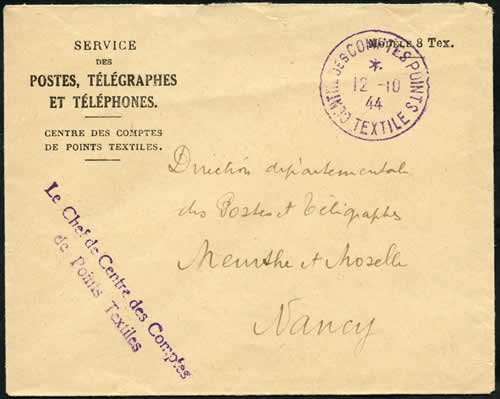 SERVICE
DES
POSTES, TÉLÉGRAPHES
ET TÉLÉPHONES.
CENTRE DES COMPTES
DE POINTS TEXTILES.
MODÈLE 8 Tex.
CENTRE DES COMPTES POINTS TEXTILES
12 -10
44
Direction départementale
des Postes et Télégraphes
Meurthe et Moselle
Nancy
Le Chef de Centre des Comptes
de Points Textiles